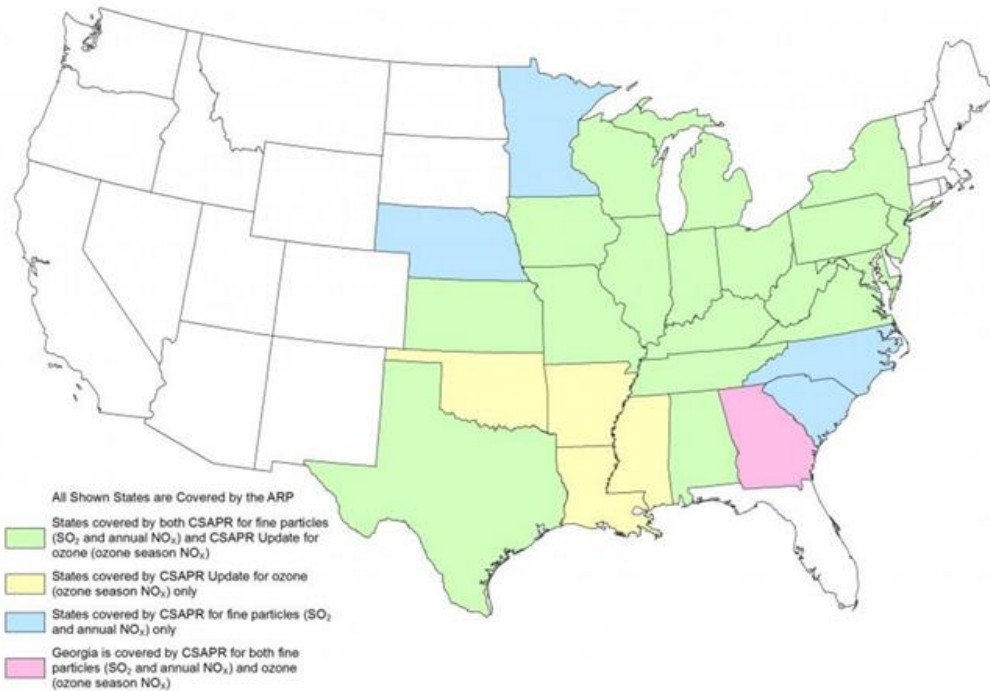 All Shown States are Covered by the ARP
States covered by both CSAPR for fine particles
(SO₂ and annual NOₓ) and CSAPR Update for
ozone (ozone season NOₓ)
States covered by CSAPR Update for ozone
(ozone season NOₓ) only
States covered by CSAPR for fine particles (SO₂
and annual NOₓ) only
Georgia is covered by CSAPR for both fine
particles (SO₂ and annual NOₓ) and ozone
(ozone season NOₓ)